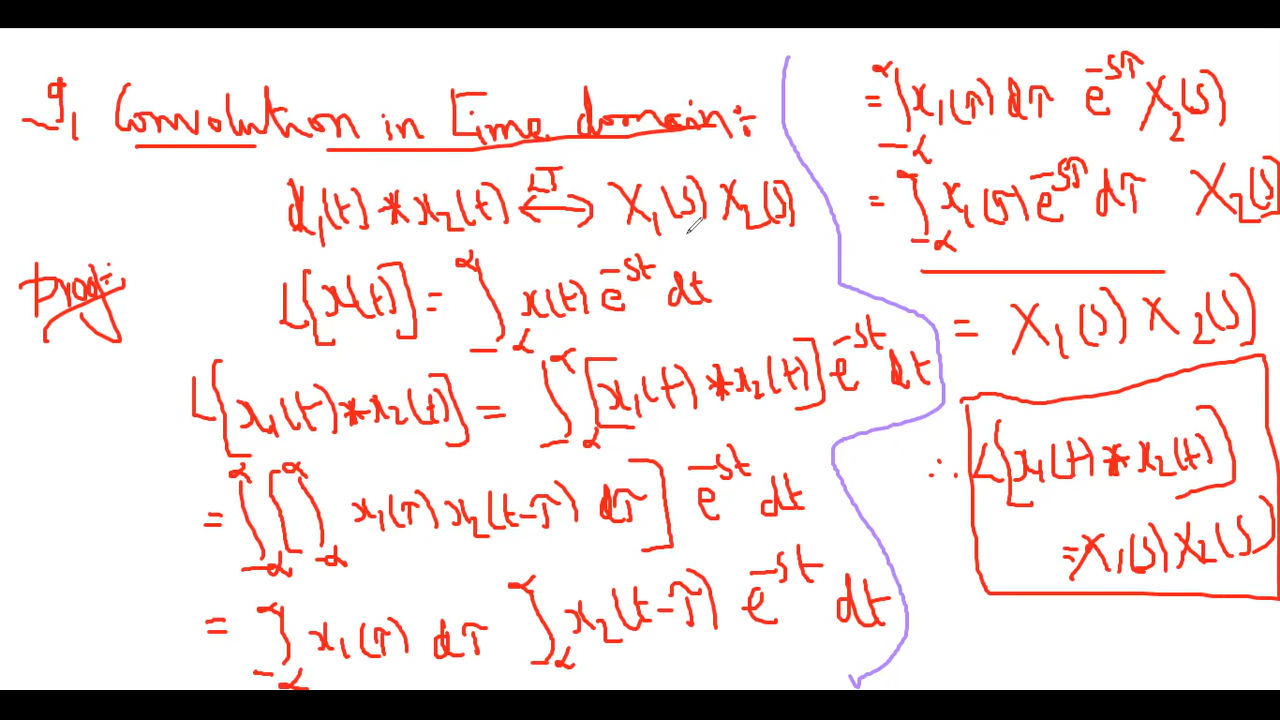 9, Convolution in time domain:-
x₁(t) * x₂(t) ⟷ᴸᵀ X₁(s) X₂(s)
Proof:- L[x(t)] = ∫_{-∞}^{∞} x(t) e^{-st} dt
L[x₁(t) * x₂(t)] = ∫_{-∞}^{∞} [x₁(t) * x₂(t)] e^{-st} dt
= ∫_{-∞}^{∞} [∫_{-∞}^{∞} x₁(τ) x₂(t-τ) dτ] e^{-st} dt
= ∫_{-∞}^{∞} x₁(τ) dτ ∫_{-∞}^{∞} x₂(t-τ) e^{-st} dt
= ∫_{-∞}^{∞} x₁(τ) dτ e^{-sτ} X₂(s)
= ∫_{-∞}^{∞} x₁(τ) e^{-sτ} dτ X₂(s)
= X₁(s) X₂(s)
∴ L[x₁(t) * x₂(t)]
= X₁(s) X₂(s)